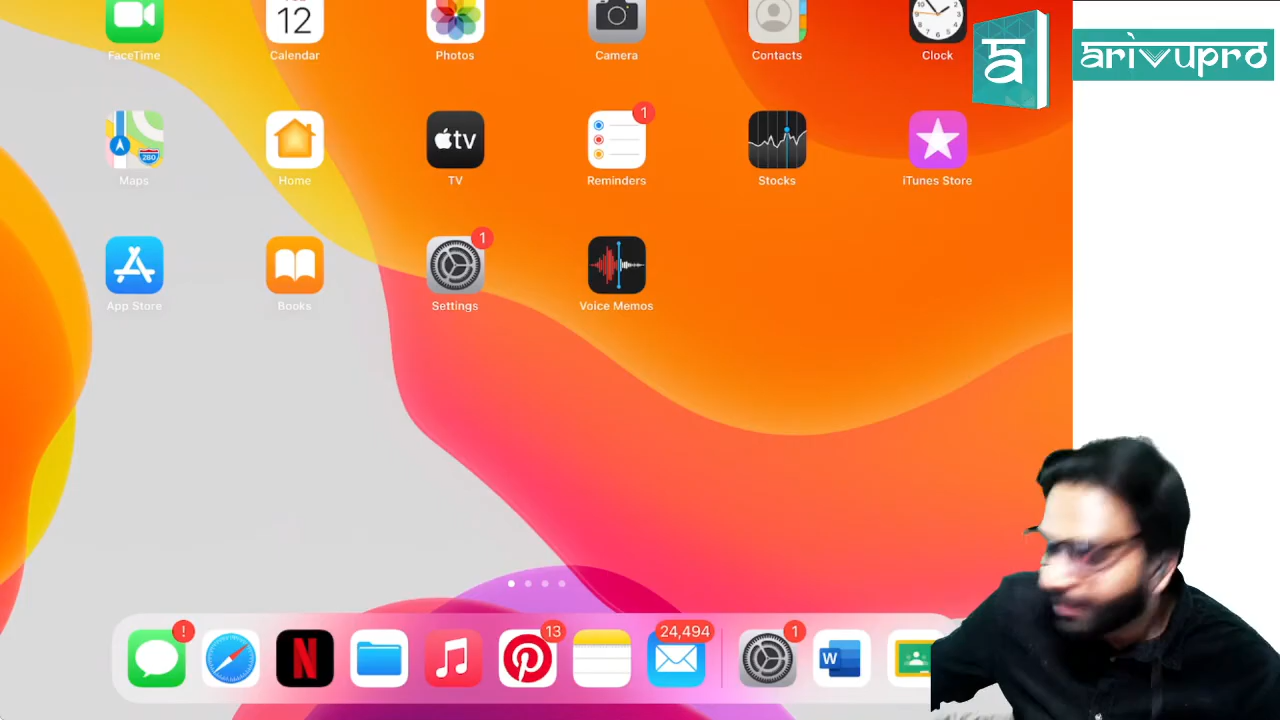 12
FaceTime
Calendar
Photos
Camera
Contacts
Clock
arivupro
1
280
tv
Maps
Home
TV
Reminders
Stocks
iTunes Store
1
App Store
Books
Settings
Voice Memos
!
13
24,494
1
W